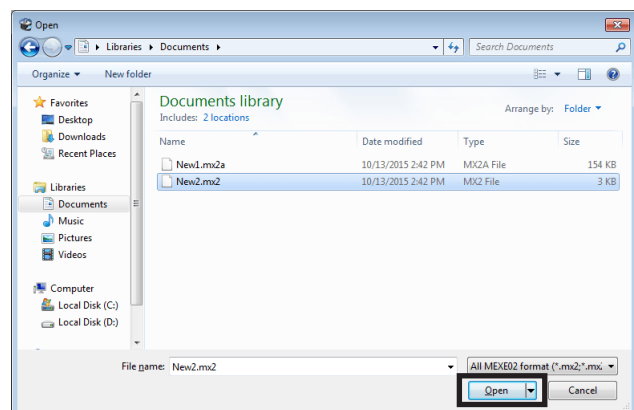 Open
Libraries Documents
Search Documents
Organize New folder
Favorites
Desktop
Downloads
Recent Places
Libraries
Documents
Music
Pictures
Videos
Computer
Local Disk (C:)
Local Disk (D:)
Documents library
Includes: 2 locations
Arrange by: Folder
Name Date modified Type Size
New1.mx2a 10/13/2015 2:42 PM MX2A File 154 KB
New2.mx2 10/13/2015 2:42 PM MX2 File 3 KB
File name: New2.mx2 All MEXE02 format (*.mx2;*.mx
Open Cancel